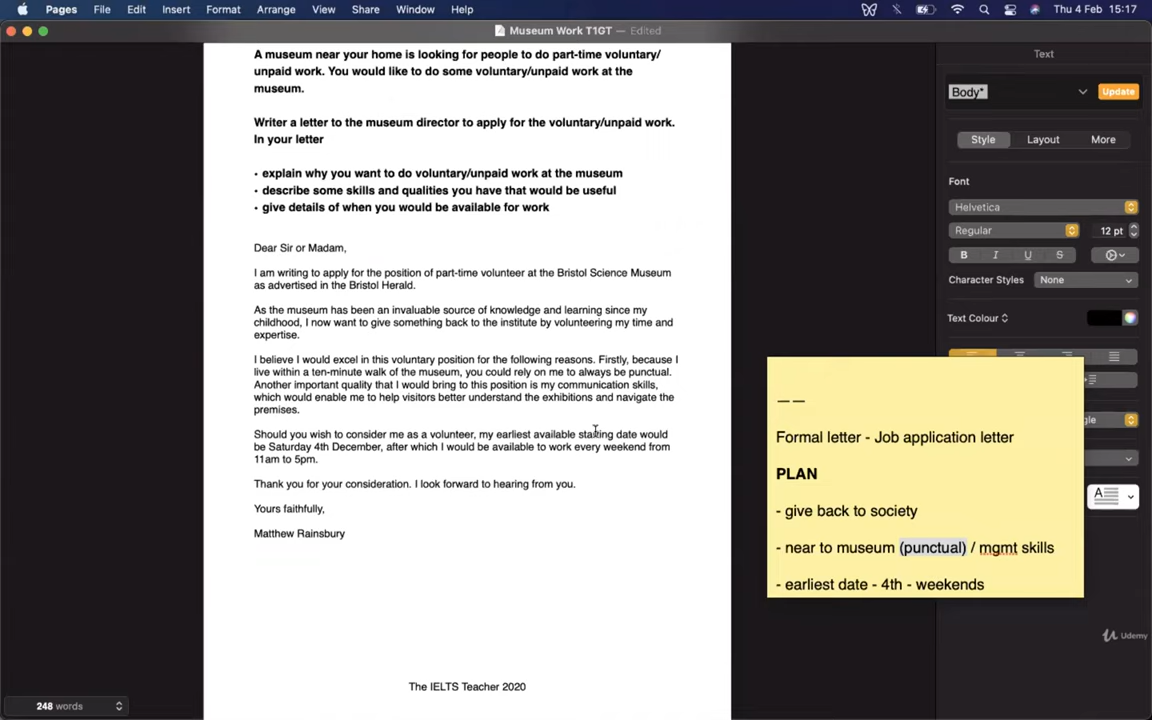 Pages File Edit Insert Format Arrange View Share Window Help Thu 4 Feb 15:17
Museum Work T1GT — Edited
A museum near your home is looking for people to do part-time voluntary/
unpaid work. You would like to do some voluntary/unpaid work at the
museum.
Writer a letter to the museum director to apply for the voluntary/unpaid work.
In your letter
• explain why you want to do voluntary/unpaid work at the museum
• describe some skills and qualities you have that would be useful
• give details of when you would be available for work
Dear Sir or Madam,
I am writing to apply for the position of part-time volunteer at the Bristol Science Museum
as advertised in the Bristol Herald.
As the museum has been an invaluable source of knowledge and learning since my
childhood, I now want to give something back to the institute by volunteering my time and
expertise.
I believe I would excel in this voluntary position for the following reasons. Firstly, because I
live within a ten-minute walk of the museum, you could rely on me to always be punctual.
Another important quality that I would bring to this position is my communication skills,
which would enable me to help visitors better understand the exhibitions and navigate the
premises.
Should you wish to consider me as a volunteer, my earliest available starting date would
be Saturday 4th December, after which I would be available to work every weekend from
11am to 5pm.
Thank you for your consideration. I look forward to hearing from you.
Yours faithfully,
Matthew Rainsbury
The IELTS Teacher 2020
248 words
Text
Body*
Update
Style Layout More
Font
Helvetica
Regular 12 pt
B I U S
Character Styles None
Text Colour
A
— —
Formal letter - Job application letter
PLAN
- give back to society
- near to museum (punctual) / mgmt skills
- earliest date - 4th - weekends
Udemy